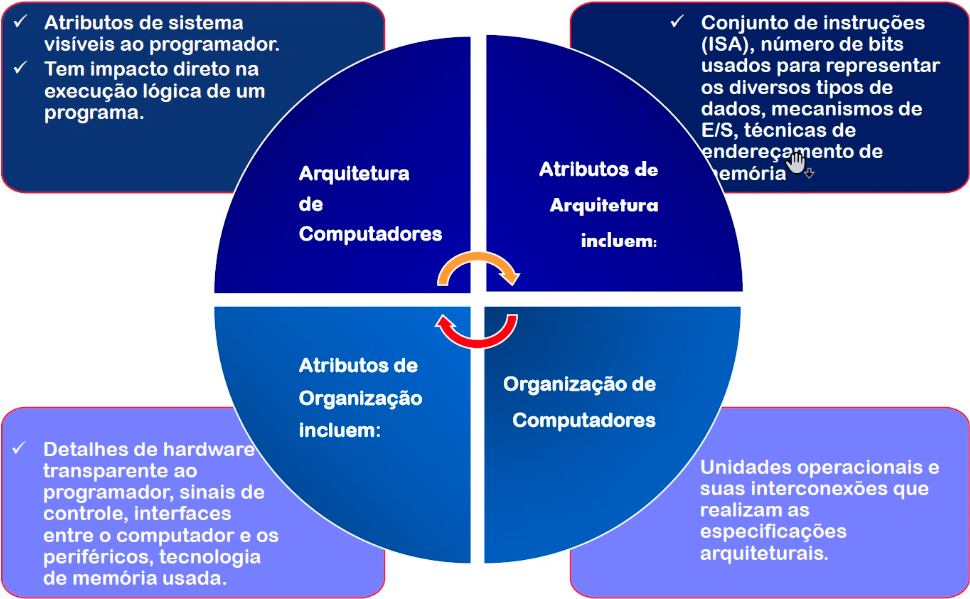 ✓ Atributos de sistema
visíveis ao programador.
✓ Tem impacto direto na
execução lógica de um
programa.
Arquitetura
de
Computadores
✓ Conjunto de instruções
(ISA), número de bits
usados para representar
os diversos tipos de
dados, mecanismos de
E/S, técnicas de
endereçamento de
memória
Atributos de
Arquitetura
incluem:
Atributos de
Organização
incluem:
✓ Detalhes de hardware
transparente ao
programador, sinais de
controle, interfaces
entre o computador e os
periféricos, tecnologia
de memória usada.
Organização de
Computadores
Unidades operacionais e
suas interconexões que
realizam as
especificações
arquiteturais.